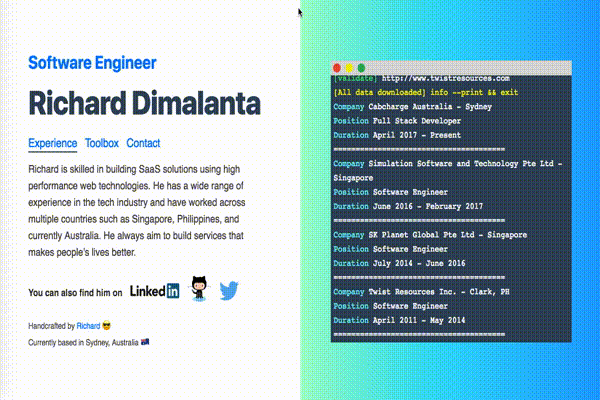 Software Engineer
Richard Dimalanta
Experience Toolbox Contact
Richard is skilled in building SaaS solutions using high
performance web technologies. He has a wide range of
experience in the tech industry and have worked across
multiple countries such as Singapore, Philippines, and
currently Australia. He always aim to build services that
makes people's lives better.
You can also find him on LinkedIn
Handcrafted by Richard 😎
Currently based in Sydney, Australia 🇦🇺
[validate] http://www.twistresources.com
[All data downloaded] info --print && exit
Company Cabcharge Australia - Sydney
Position Full Stack Developer
Duration April 2017 - Present
=====================================
Company Simulation Software and Technology Pte Ltd -
Singapore
Position Software Engineer
Duration June 2016 - February 2017
=====================================
Company SK Planet Global Pte Ltd - Singapore
Position Software Engineer
Duration July 2014 - June 2016
=====================================
Company Twist Resources Inc. - Clark, PH
Position Software Engineer
Duration April 2011 - May 2014
=====================================